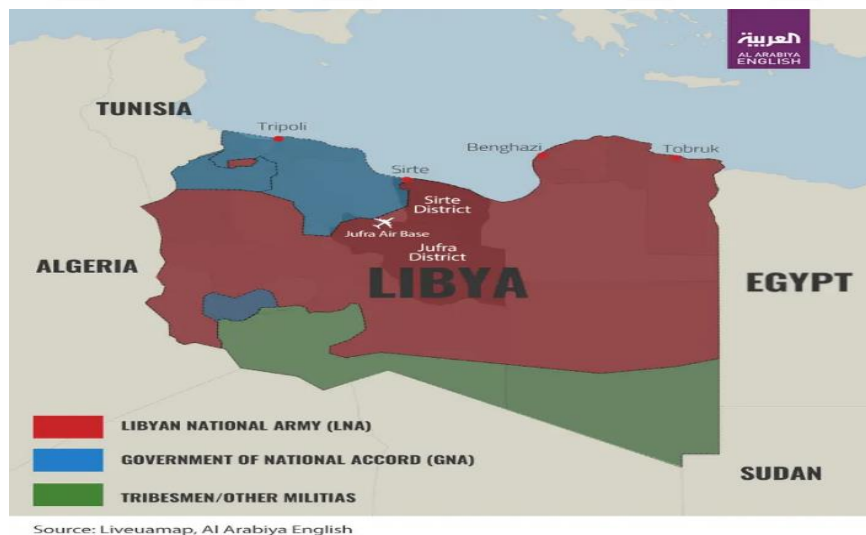 العربية
AL ARABIYA
ENGLISH
TUNISIA
Tripoli
Benghazi
Tobruk
Sirte
Sirte
District
Jufra Air Base
Jufra
District
ALGERIA
LIBYA
EGYPT
LIBYAN NATIONAL ARMY (LNA)
GOVERNMENT OF NATIONAL ACCORD (GNA)
SUDAN
TRIBESMEN/OTHER MILITIAS
Source: Liveuamap, Al Arabiya English